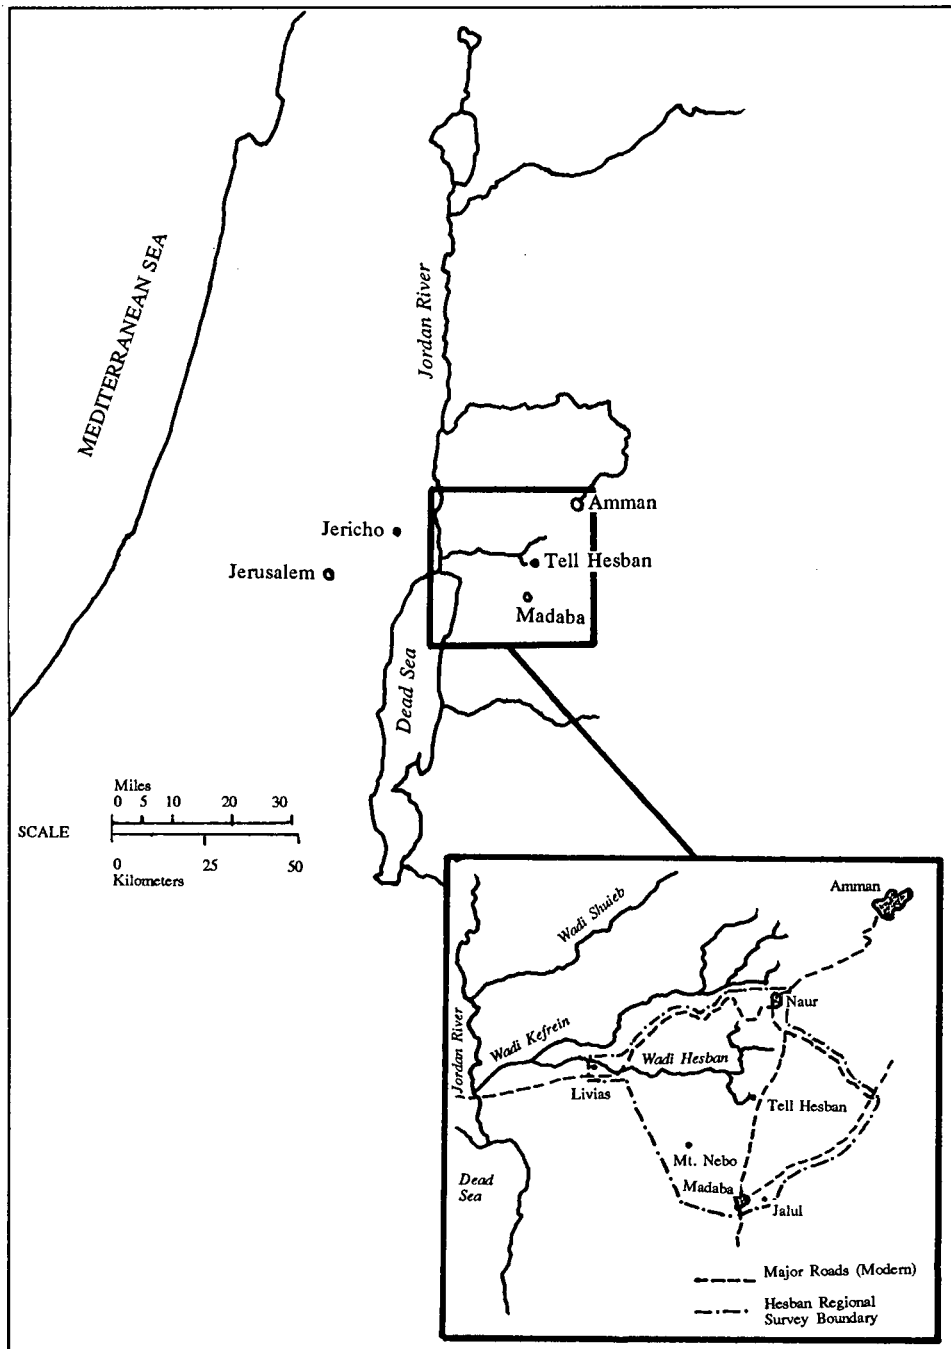 MEDITERRANEAN SEA
Jordan River
Amman
Jericho
Tell Hesban
Jerusalem
Madaba
Dead Sea
Miles
0 5 10 20 30
SCALE
0 25 50
Kilometers
Amman
Wadi Shuieb
Naur
Jordan River
Wadi Kefrein
Wadi Hesban
Livias
Tell Hesban
Mt. Nebo
Dead
Sea
Madaba
Jalul
Major Roads (Modern)
Hesban Regional
Survey Boundary